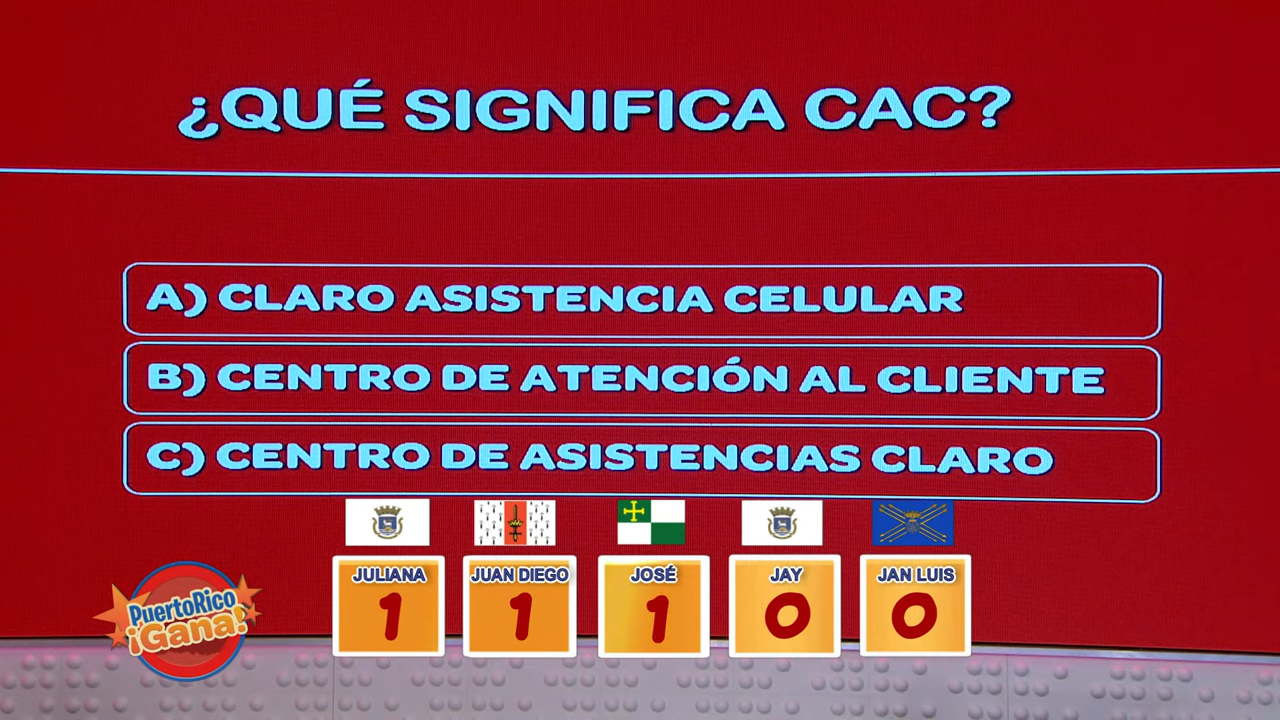 ¿QUÉ SIGNIFICA CAC?
A) CLARO ASISTENCIA CELULAR
B) CENTRO DE ATENCIÓN AL CLIENTE
C) CENTRO DE ASISTENCIAS CLARO
JULIANA JUAN DIEGO JOSÉ JAY JAN LUIS
1 1 1 0 0
PuertoRico
¡Gana!